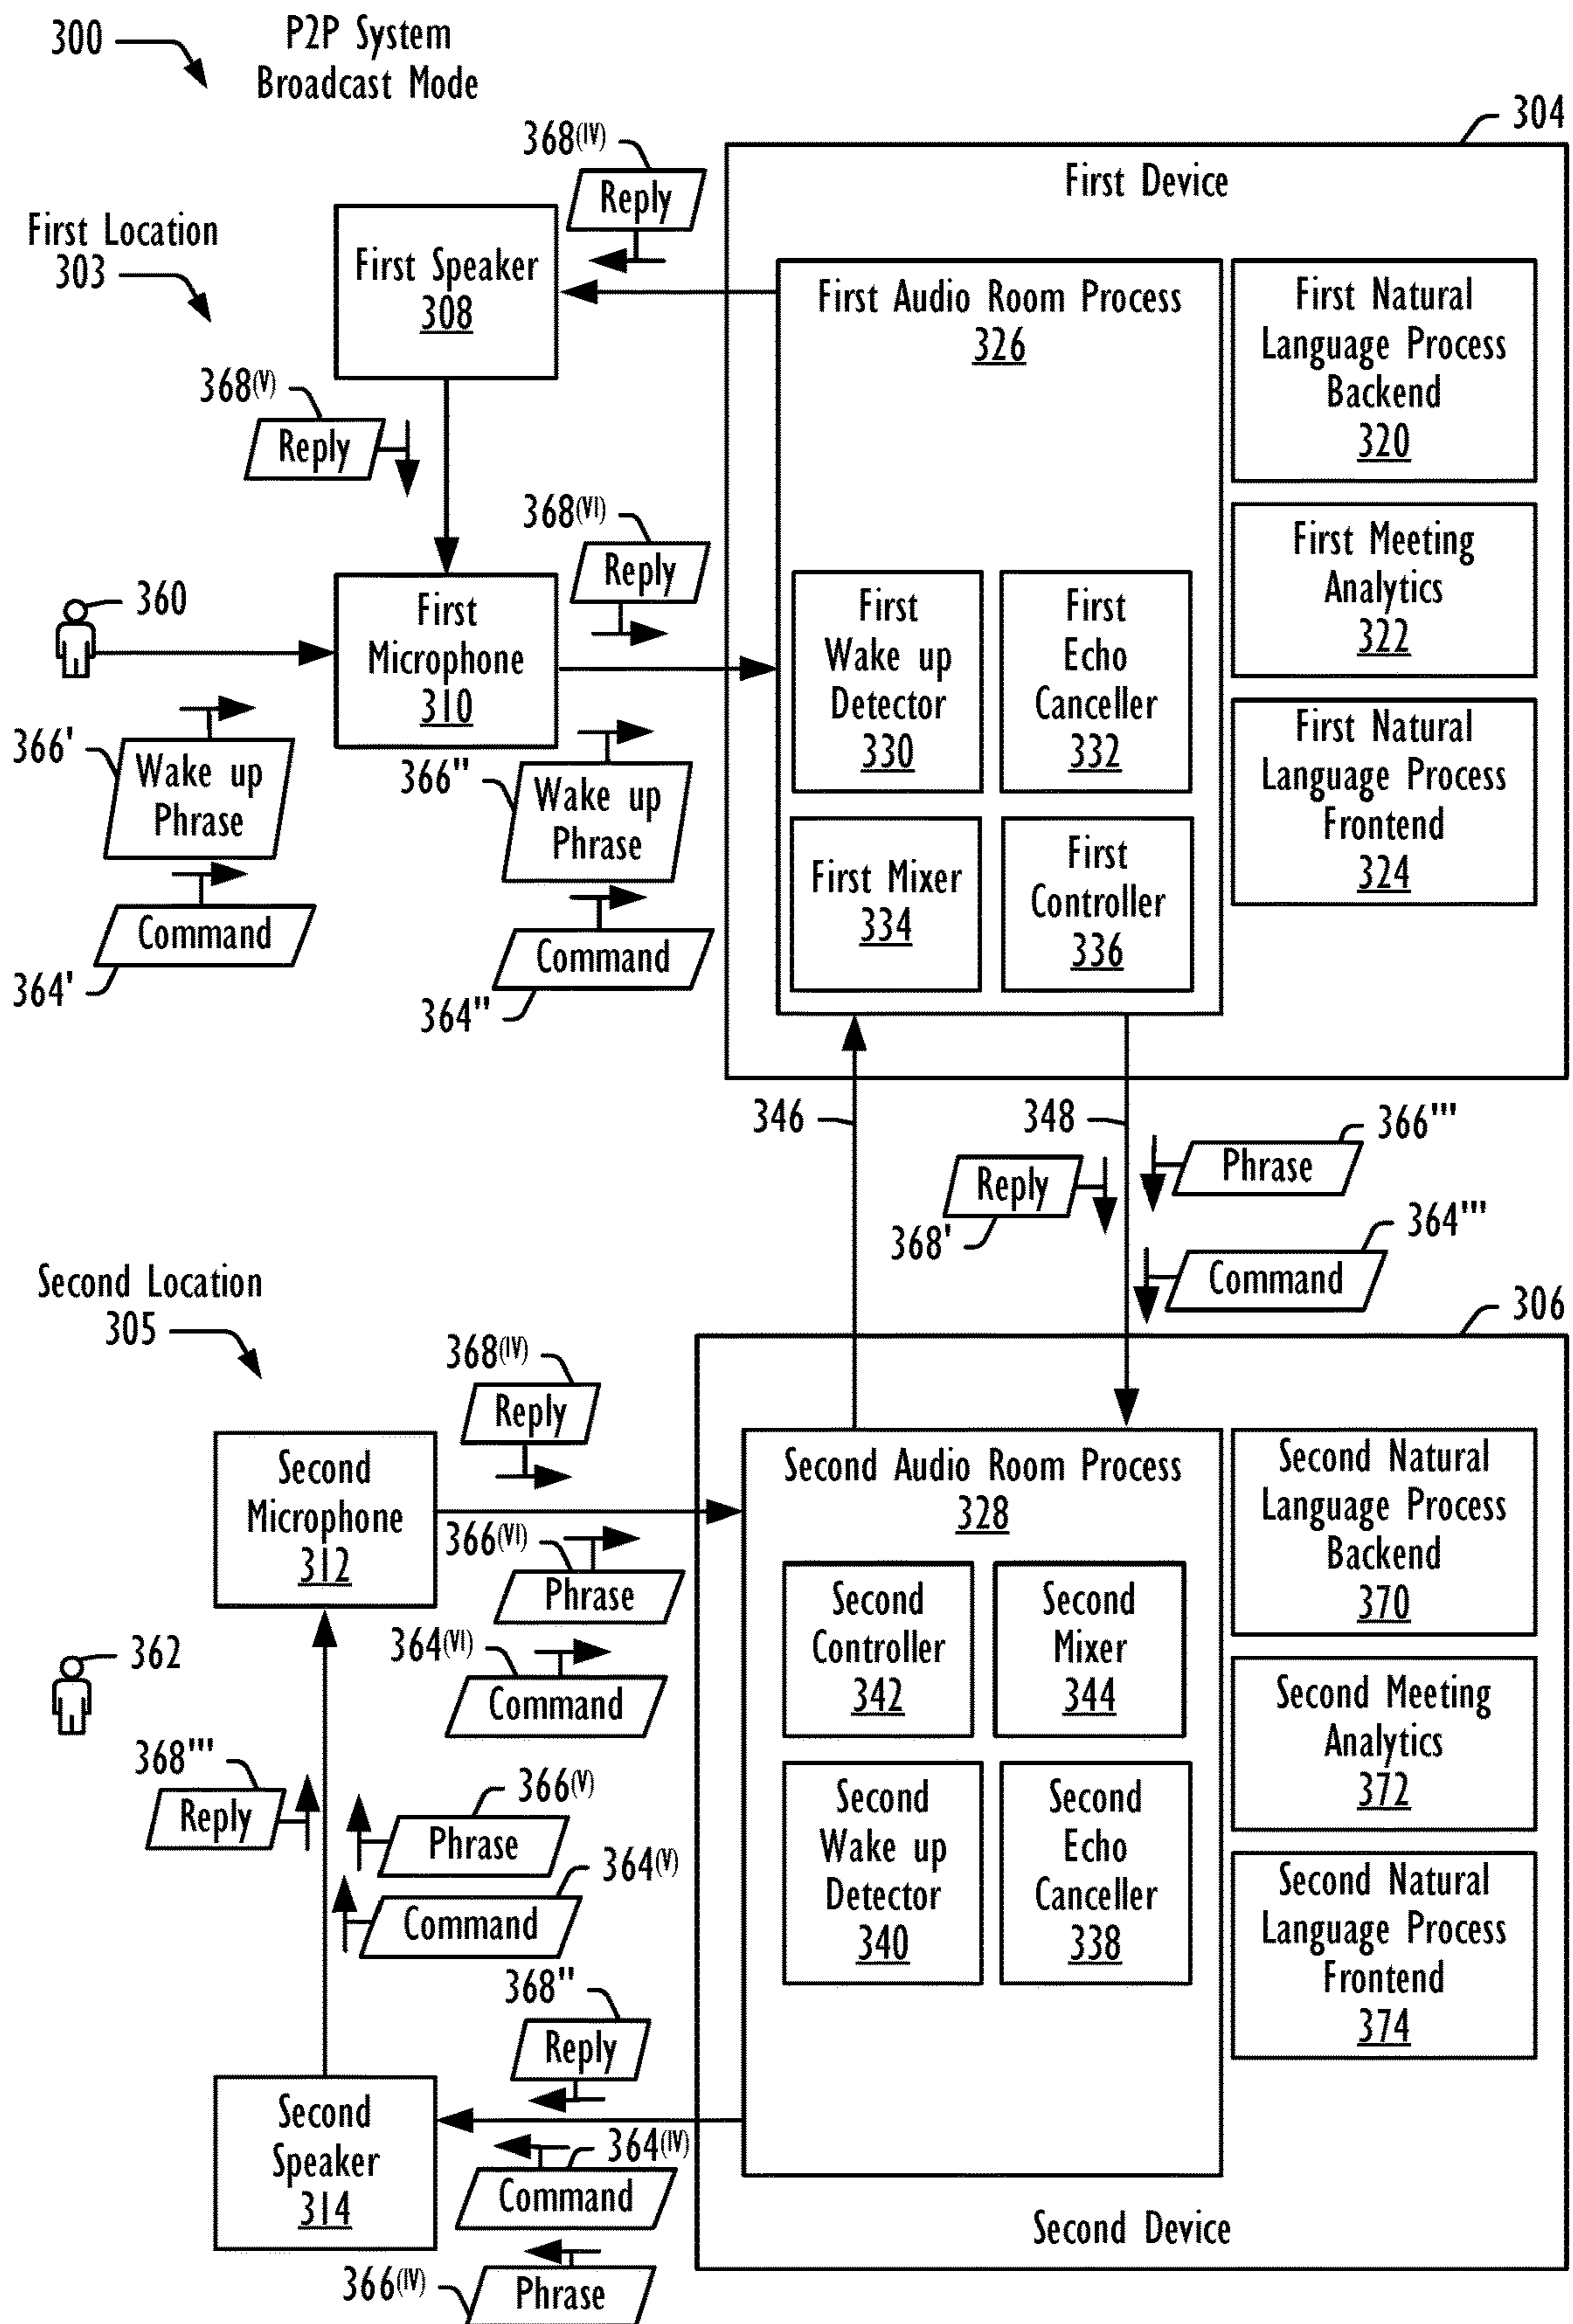 300
P2P System
Broadcast Mode
304
First Device
368(IV)
Reply
First Location
303
First Speaker
308
First Audio Room Process
326
First Natural
Language Process
Backend
320
368(V)
Reply
368(VI)
Reply
First Meeting
Analytics
322
360
First
Microphone
310
First
Wake up
Detector
330
First
Echo
Canceller
332
First Natural
Language Process
Frontend
324
366'
Wake up
Phrase
366"
Wake up
Phrase
First Mixer
334
First
Controller
336
Command
364'
Command
364"
346
348
366'''
Phrase
Reply
368'
364'''
Command
Second Location
305
306
368(IV)
Reply
Second
Microphone
312
Second Audio Room Process
328
Second Natural
Language Process
Backend
370
366(VI)
Phrase
362
364(VI)
Command
Second
Controller
342
Second
Mixer
344
Second Meeting
Analytics
372
368'''
Reply
366(V)
Phrase
364(V)
Command
Second
Wake up
Detector
340
Second
Echo
Canceller
338
Second Natural
Language Process
Frontend
374
368"
Reply
Second
Speaker
314
364(IV)
Command
366(IV)
Phrase
Second Device